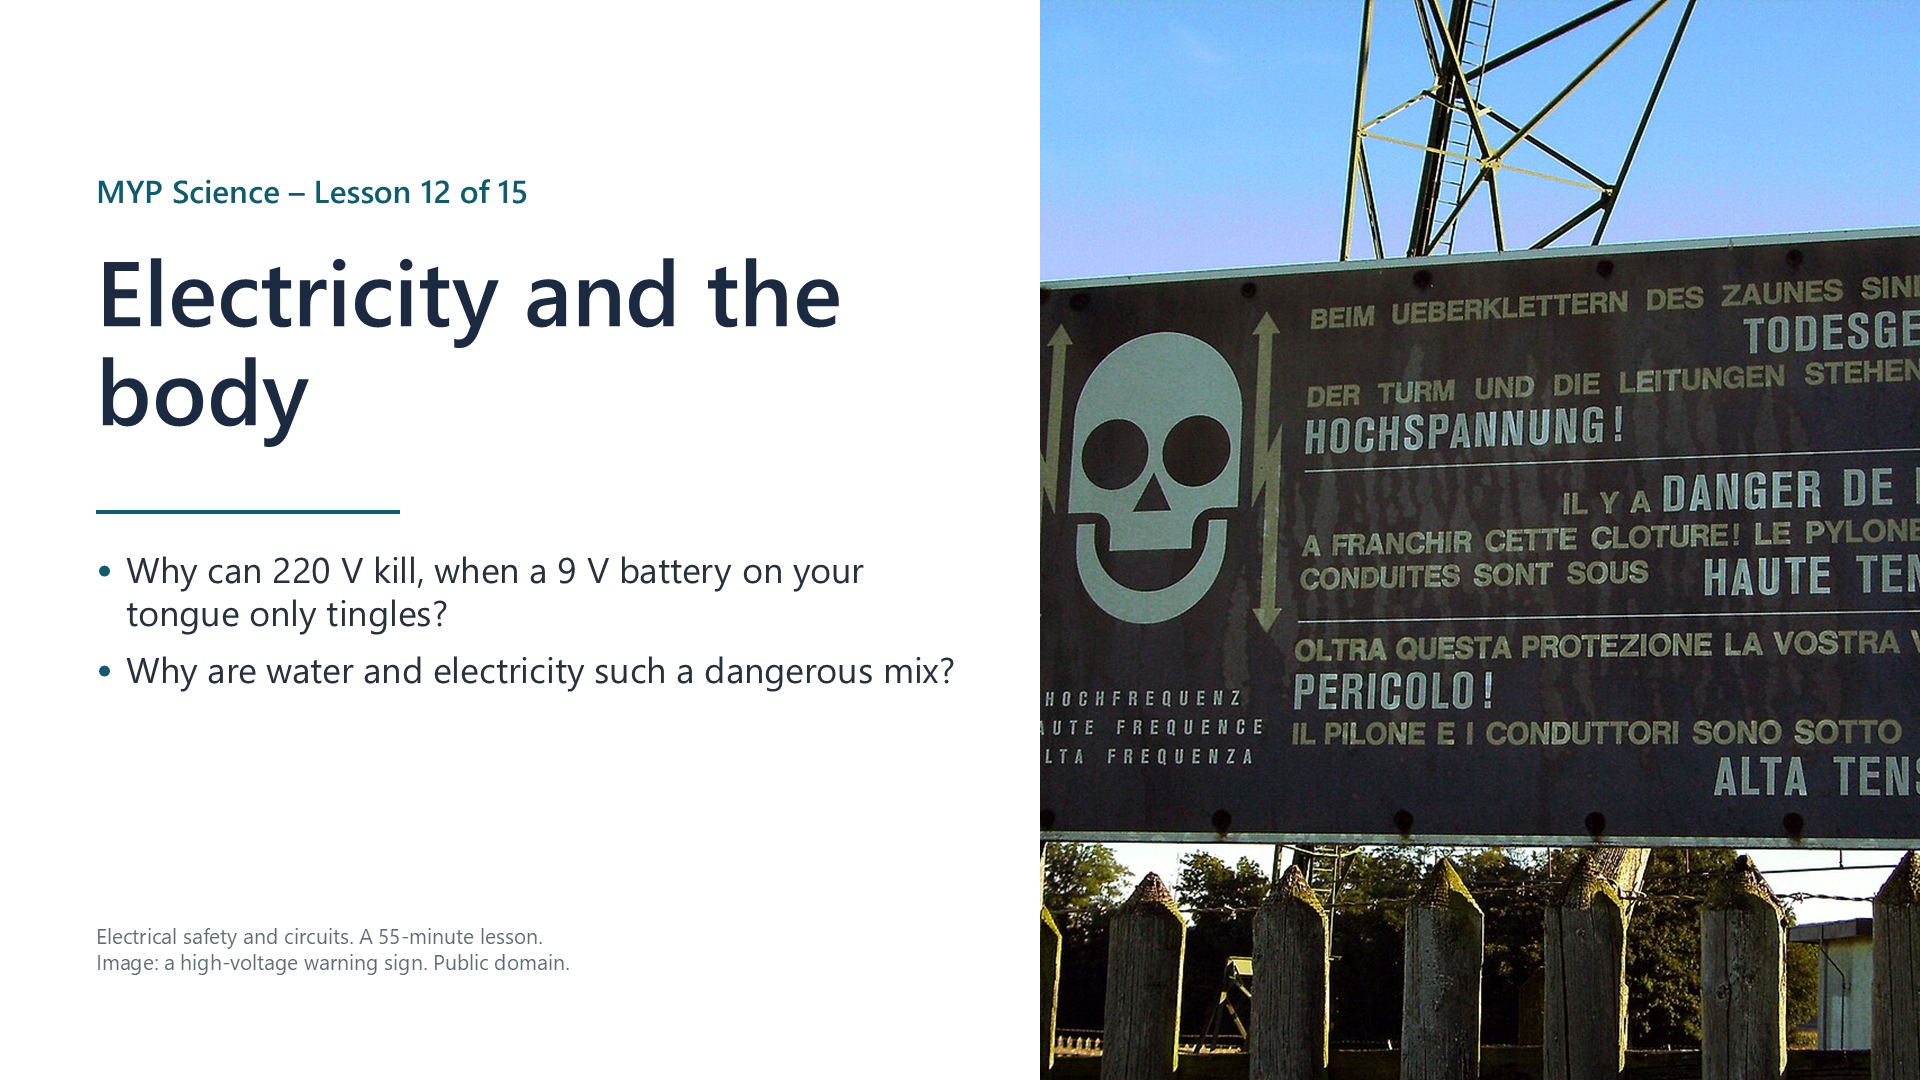 MYP Science – Lesson 12 of 15
Electricity and the
body
• Why can 220 V kill, when a 9 V battery on your
tongue only tingles?
• Why are water and electricity such a dangerous mix?
Electrical safety and circuits. A 55-minute lesson.
Image: a high-voltage warning sign. Public domain.
BEIM UEBERKLETTERN DES ZAUNES
DER TURM UND DIE LEITUNGEN STEHEN
HOCHSPANNUNG!
IL Y A DANGER DE
A FRANCHIR CETTE CLOTURE! LE PYLONE
CONDUITES SONT SOUS HAUTE
OLTRA QUESTA PROTEZIONE LA VOSTRA
PERICOLO!
IL PILONE E I CONDUTTORI SONO SOTTO
ALTA
HOCHFREQUENZ
FREQUENCE
FREQUENZA